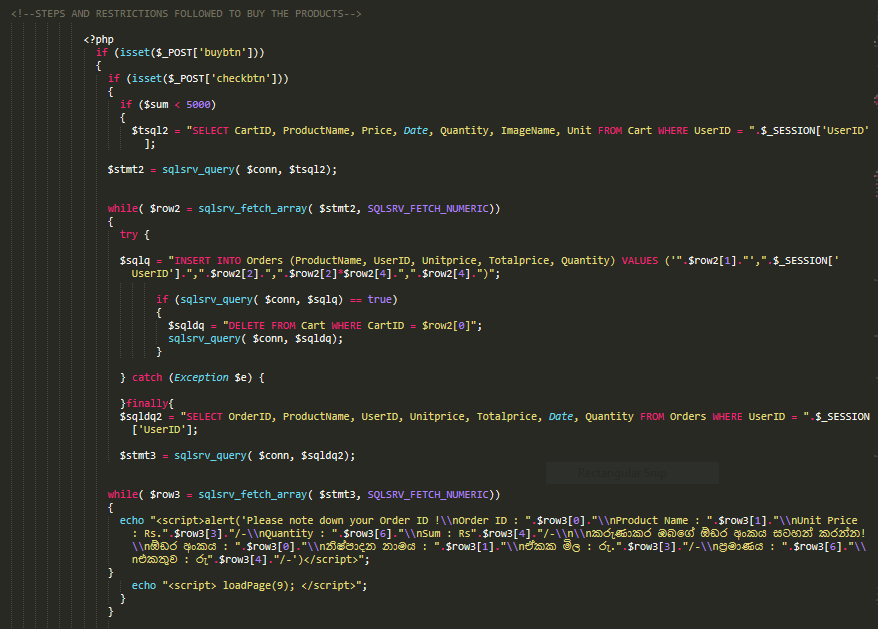 <!--STEPS AND RESTRICTIONS FOLLOWED TO BUY THE PRODUCTS-->
<?php
if (isset($_POST['buybtn']))
{
if (isset($_POST['checkbtn']))
{
if ($sum < 5000)
{
$tsql2 = "SELECT CartID, ProductName, Price, Date, Quantity, ImageName, Unit FROM Cart WHERE UserID = ".$_SESSION['UserID'
];
$stmt2 = sqlsrv_query( $conn, $tsql2);
while( $row2 = sqlsrv_fetch_array( $stmt2, SQLSRV_FETCH_NUMERIC))
{
try {
$sqlq = "INSERT INTO Orders (ProductName, UserID, Unitprice, Totalprice, Quantity) VALUES ('".$row2[1]."',".$_SESSION['
UserID'].",".$row2[2].",".$row2[2]*$row2[4].",".$row2[4].")";
if (sqlsrv_query( $conn, $sqlq) == true)
{
$sqldq = "DELETE FROM Cart WHERE CartID = $row2[0]";
sqlsrv_query( $conn, $sqldq);
}
} catch (Exception $e) {
}finally{
$sqldq2 = "SELECT OrderID, ProductName, UserID, Unitprice, Totalprice, Date, Quantity FROM Orders WHERE UserID = ".$_SESSION
['UserID'];
$stmt3 = sqlsrv_query( $conn, $sqldq2);
while( $row3 = sqlsrv_fetch_array( $stmt3, SQLSRV_FETCH_NUMERIC))
{
echo "<script>alert('Please note down your Order ID !\\nOrder ID : ".$row3[0]."\\nProduct Name : ".$row3[1]."\\nUnit Price
: Rs.".$row3[3]."/-\\nQuantity : ".$row3[6]."\\nSum : Rs".$row3[4]."/-\\n\\nකරුණාකර ඔබගේ ඕඩර අංකය සටහන් කරන්න!
\\nඕඩර අංකය : ".$row3[0]."\\nනිෂ්පාදන නාමය : ".$row3[1]."\\nඒකක මිල : රු.".$row3[3]."/-\\nප්‍රමාණය : ".$row3[6]."\\
nඑකතුව : රු".$row3[4]."/-')</script>";
}
echo "<script> loadPage(9); </script>";
}
}
Rectangular Snip